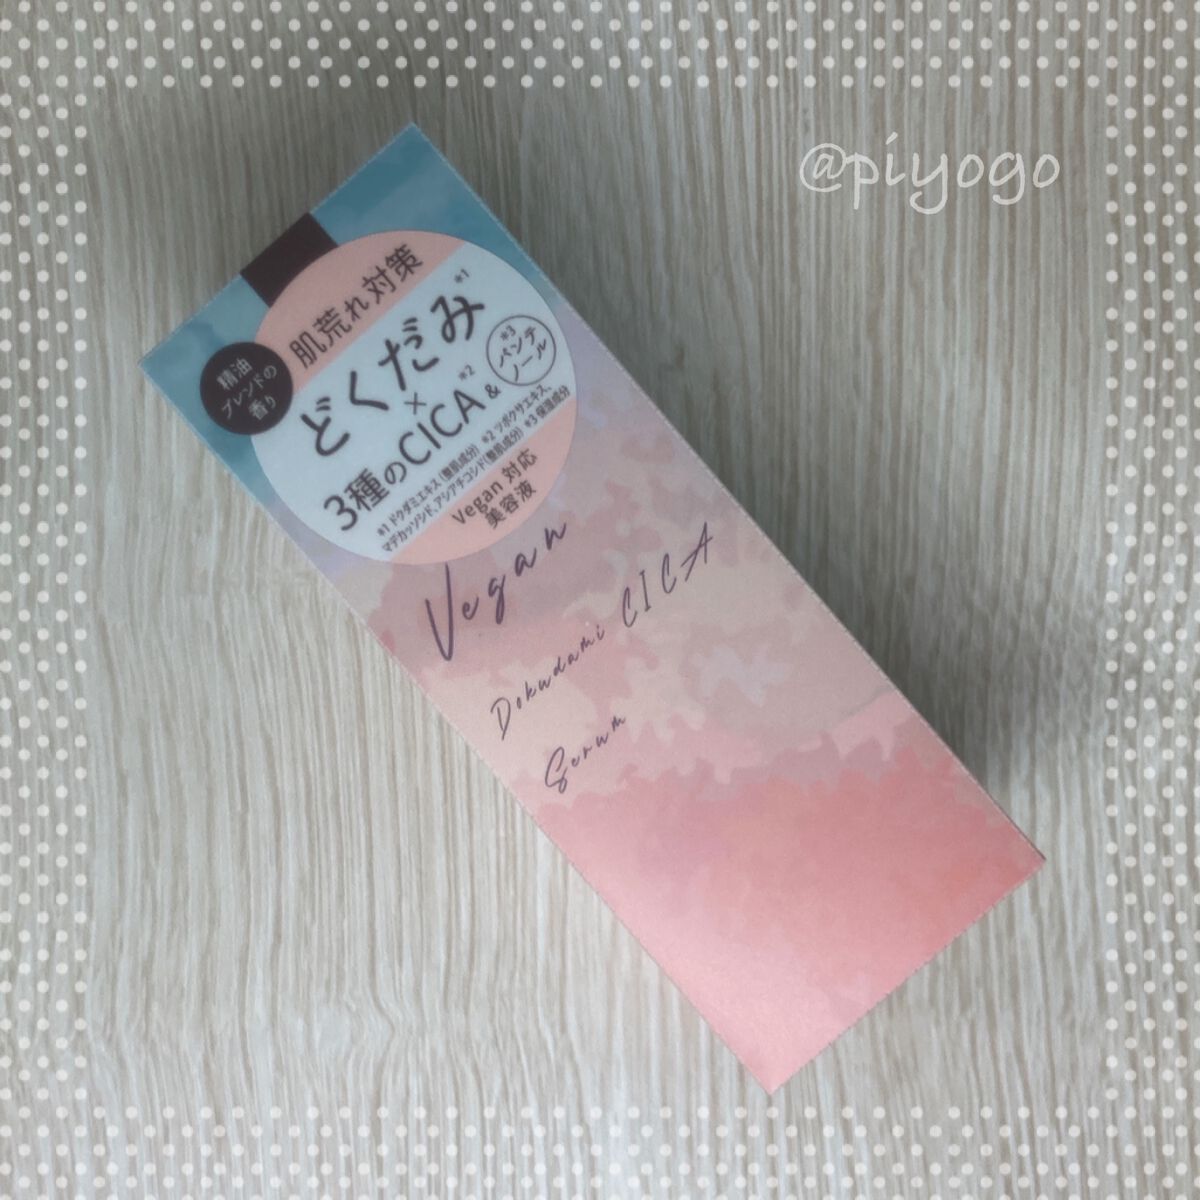 @piyogo
肌荒れ対策
精油
ブレンドの
香り
どくだみ*1
×
3種のCICA*2 &
*3
パンテ
ノール
*1 ドクダミエキス(整肌成分) *2 ツボクサエキス、
マデカッソシド、アシアチコシド(整肌成分) *3 保湿成分
Vegan 対応
美容液
Vegan
Dokudami CICA
Serum